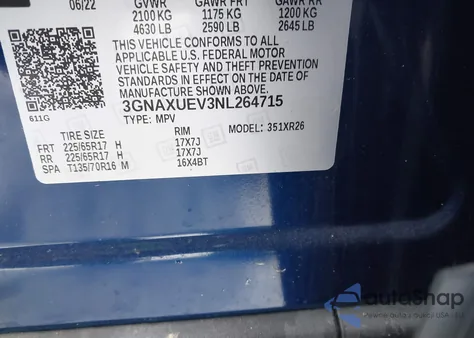 06/22 GVWR GAWR FRT GAWR RR
2100 KG 1175 KG 1200 KG
4630 LB 2590 LB 2645 LB
THIS VEHICLE CONFORMS TO ALL
APPLICABLE U.S. FEDERAL MOTOR
VEHICLE SAFETY AND THEFT
PREVENTION STANDARDS IN EFFECT ON THE DATE OF
MANUFACTURE SHOWN ABOVE.
3GNAXUEV3NL264715
611G TYPE: MPV MODEL: 351XR26
TIRE SIZE RIM
FRT 225/65R17 H 17X7J
RR 225/65R17 H 17X7J
SPA T135/70R16 M 16X4BT
autoSnap